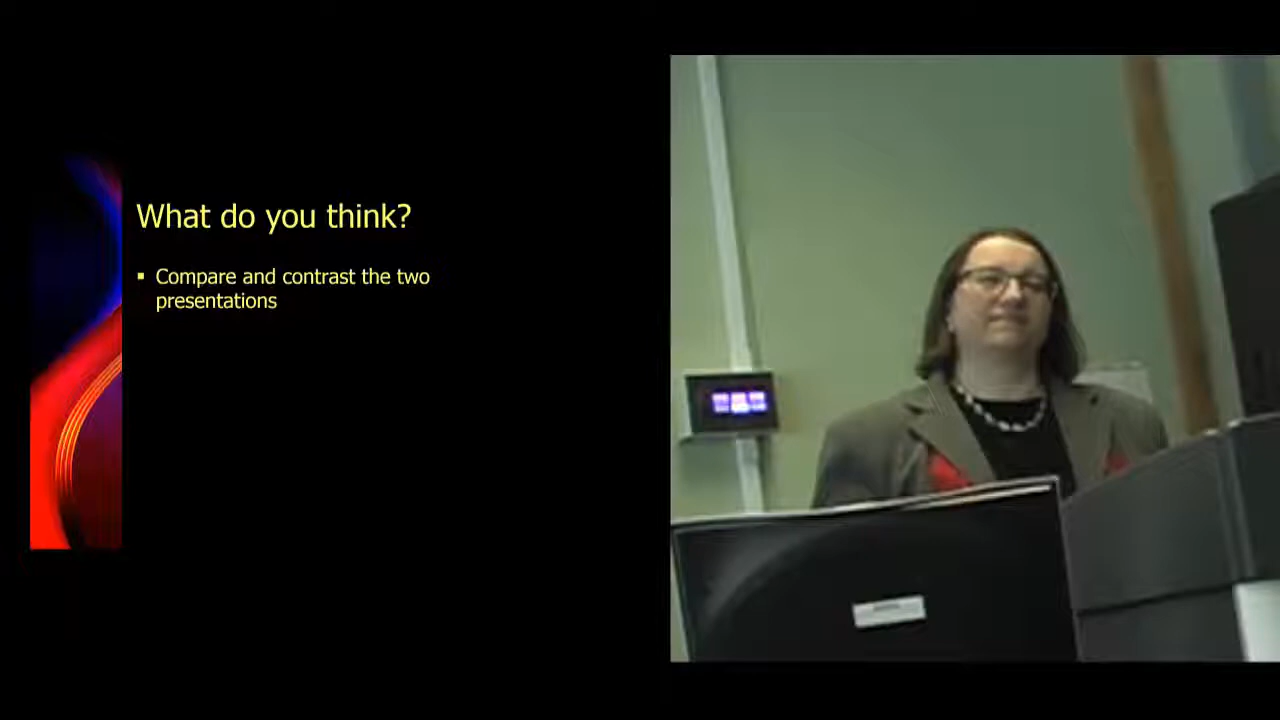 What do you think?
▪ Compare and contrast the two
presentations